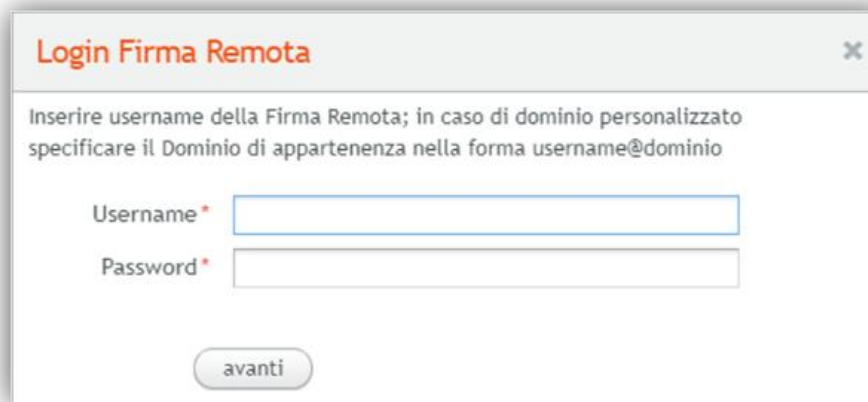 Login Firma Remota
Inserire username della Firma Remota; in caso di dominio personalizzato
specificare il Dominio di appartenenza nella forma username@dominio
Username*
Password*
avanti